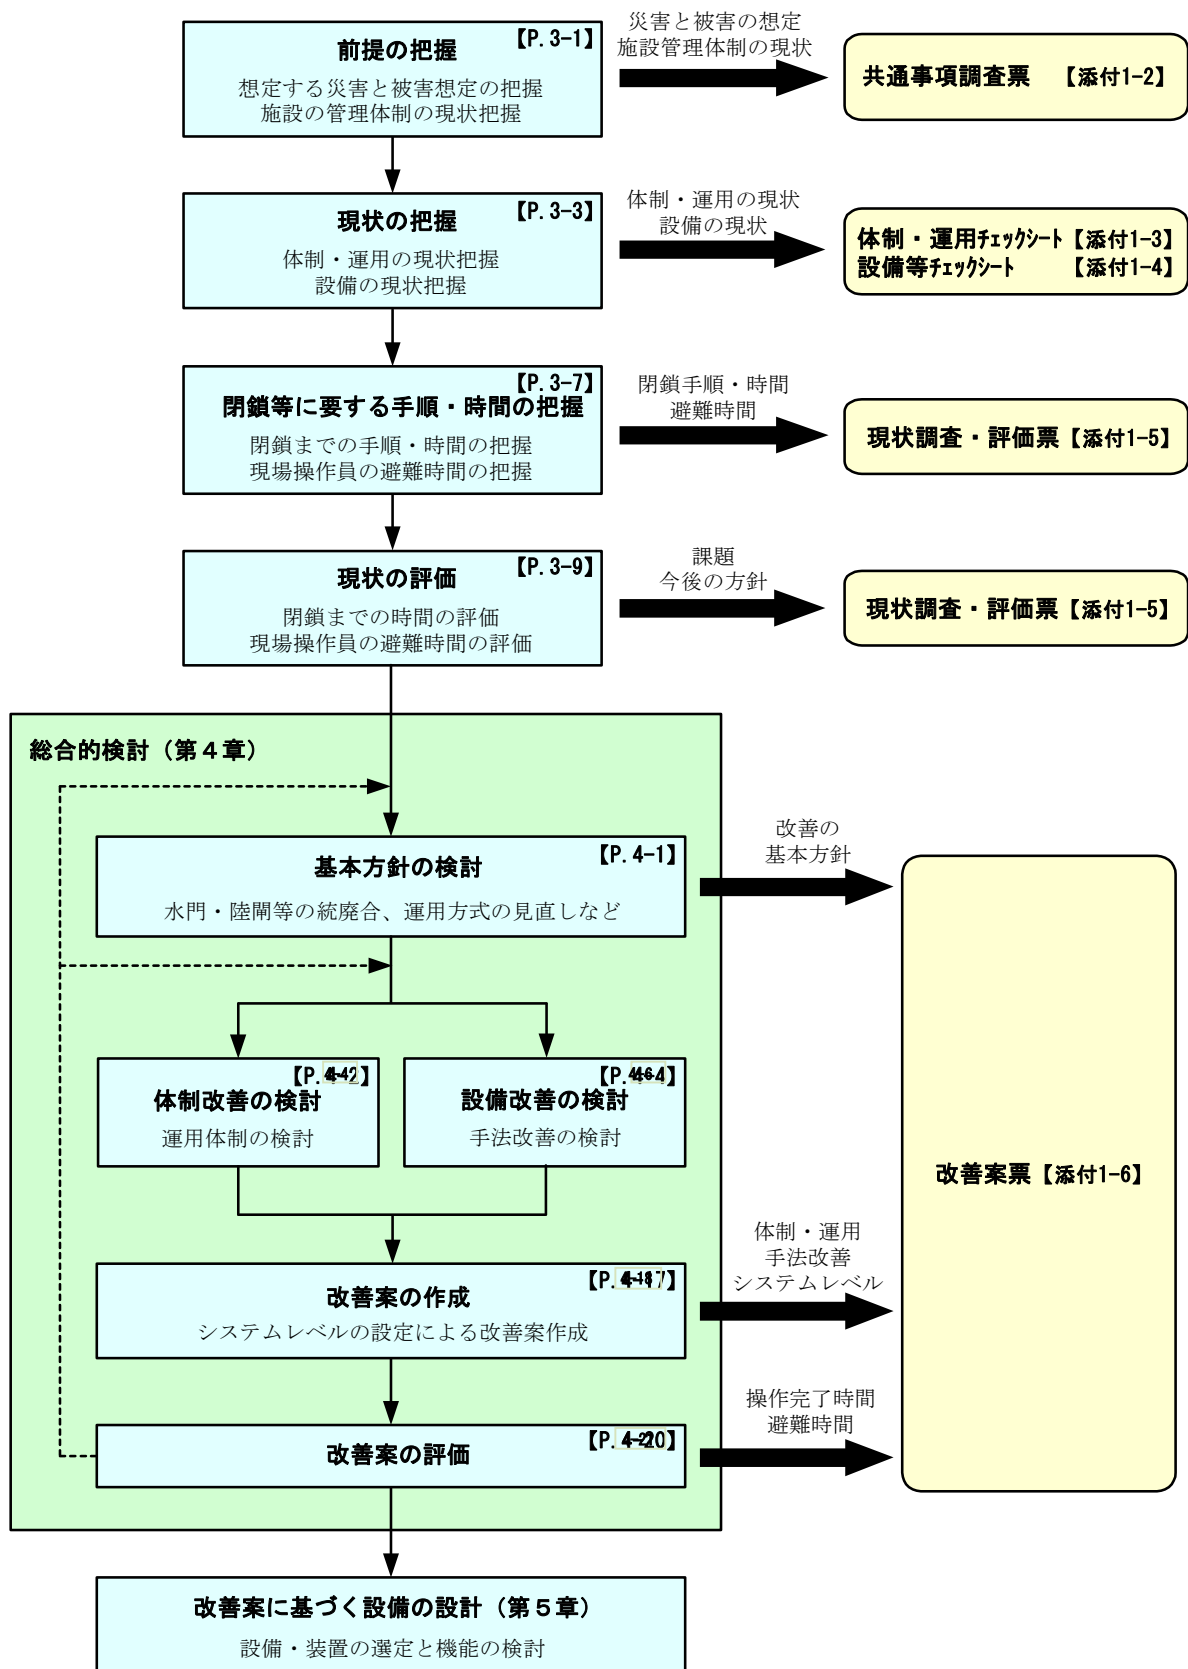 前提の把握 【P. 3-1】
想定する災害と被害想定の把握
施設の管理体制の現状把握
災害と被害の想定
施設管理体制の現状
共通事項調査票 【添付1-2】
現状の把握 【P. 3-3】
体制・運用の現状把握
設備の現状把握
体制・運用の現状
設備の現状
体制・運用ﾁｪｯｸｼｰﾄ【添付1-3】
設備等ﾁｪｯｸｼｰﾄ 【添付1-4】
【P. 3-7】
閉鎖等に要する手順・時間の把握
閉鎖までの手順・時間の把握
現場操作員の避難時間の把握
閉鎖手順・時間
避難時間
現状調査・評価票【添付1-5】
現状の評価 【P. 3-9】
閉鎖までの時間の評価
現場操作員の避難時間の評価
課題
今後の方針
現状調査・評価票【添付1-5】
総合的検討（第４章）
基本方針の検討 【P. 4-1】
水門・陸閘等の統廃合、運用方式の見直しなど
改善の
基本方針
【P.
体制改善の検討
運用体制の検討
【P.
設備改善の検討
手法改善の検討
改善案票【添付1-6】
【P.
改善案の作成
システムレベルの設定による改善案作成
体制・運用
手法改善
システムレベル
【P.
改善案の評価
操作完了時間
避難時間
改善案に基づく設備の設計（第５章）
設備・装置の選定と機能の検討